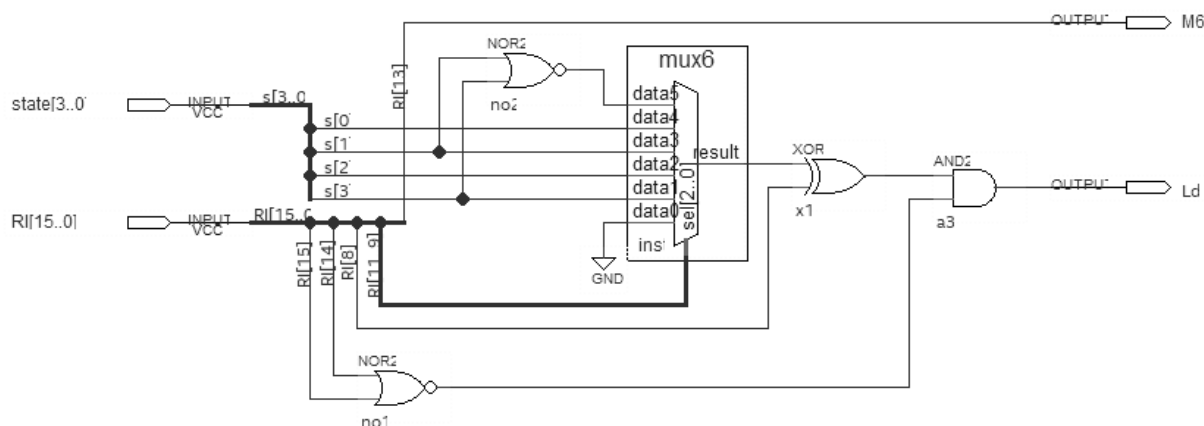 OUTPUT
M6
NOR2
mux6
RI[13]
state[3..0]
INPUT
VCC
s[3..0
no2
data5
s[0]
data4
s[1]
data3
result
XOR
s[2]
data2
AND2
s[3]
data1
OUTPUT
Ld
RI[15..0]
INPUT
VCC
RI[15..0
data0
sel[2..0]
x1
a3
inst
RI[15]
RI[14]
RI[8]
RI[11..9]
GND
NOR2
no1